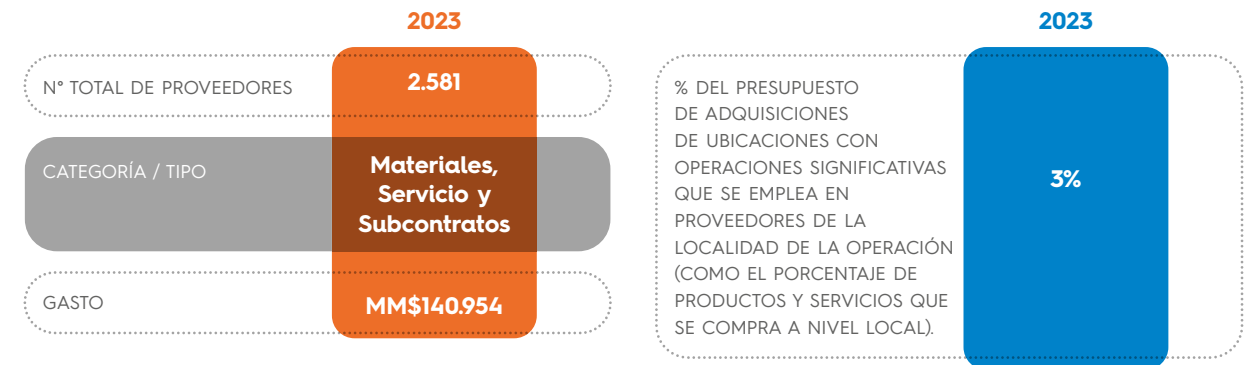 2023
N° TOTAL DE PROVEEDORES
2.581
CATEGORÍA / TIPO
Materiales,
Servicio y
Subcontratos
GASTO
MM$140.954
2023
% DEL PRESUPUESTO
DE ADQUISICIONES
DE UBICACIONES CON
OPERACIONES SIGNIFICATIVAS
QUE SE EMPLEA EN
PROVEEDORES DE LA
LOCALIDAD DE LA OPERACIÓN
(COMO EL PORCENTAJE DE
PRODUCTOS Y SERVICIOS QUE
SE COMPRA A NIVEL LOCAL).
3%